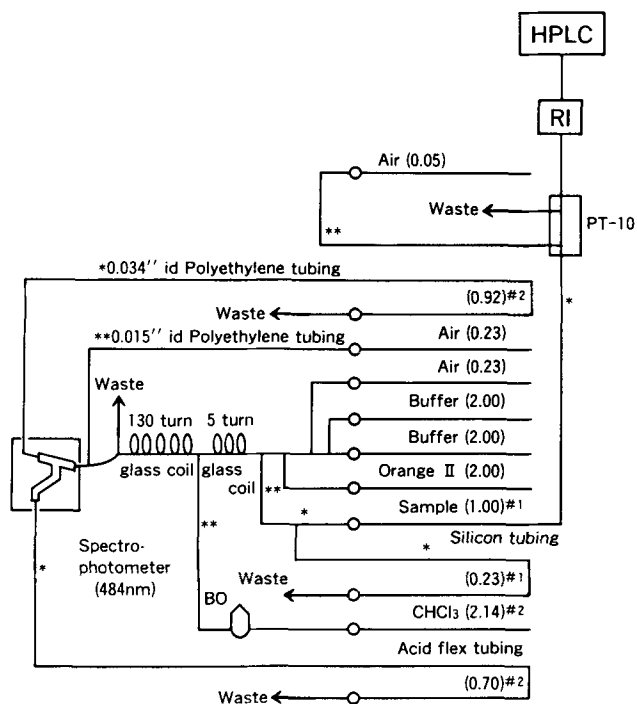 HPLC
RI
Air (0.05)
Waste
PT-10
**
*0.034'' id Polyethylene tubing
*
(0.92)#2
Waste
**0.015'' id Polyethylene tubing
Air (0.23)
Waste
Air (0.23)
130 turn
5 turn
Buffer (2.00)
Buffer (2.00)
glass coil
glass
coil
**
Orange II (2.00)
**
*
Sample (1.00)#1
Silicon tubing
*
Spectro-
photometer
(484nm)
*
BO
Waste
(0.23)#1
CHCl3 (2.14)#2
Acid flex tubing
(0.70)#2
Waste